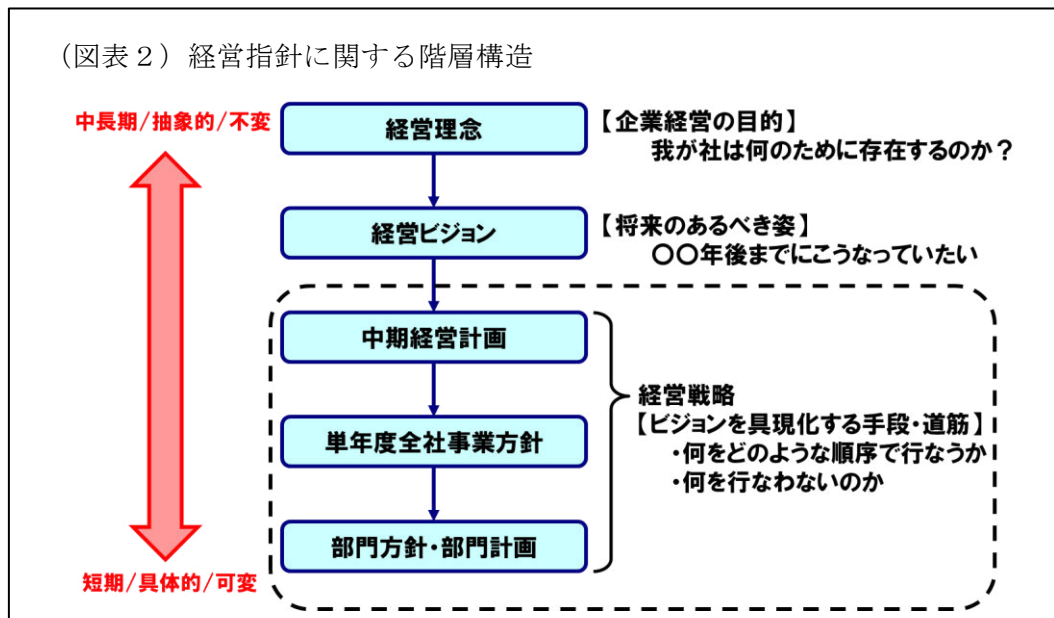 （図表２）経営指針に関する階層構造
中長期/抽象的/不変
経営理念
【企業経営の目的】
我が社は何のために存在するのか？
経営ビジョン
【将来のあるべき姿】
〇〇年後までにこうなっていたい
中期経営計画
単年度全社事業方針
部門方針・部門計画
経営戦略
【ビジョンを具現化する手段・道筋】
・何をどのような順序で行なうか
・何を行なわないのか
短期/具体的/可変